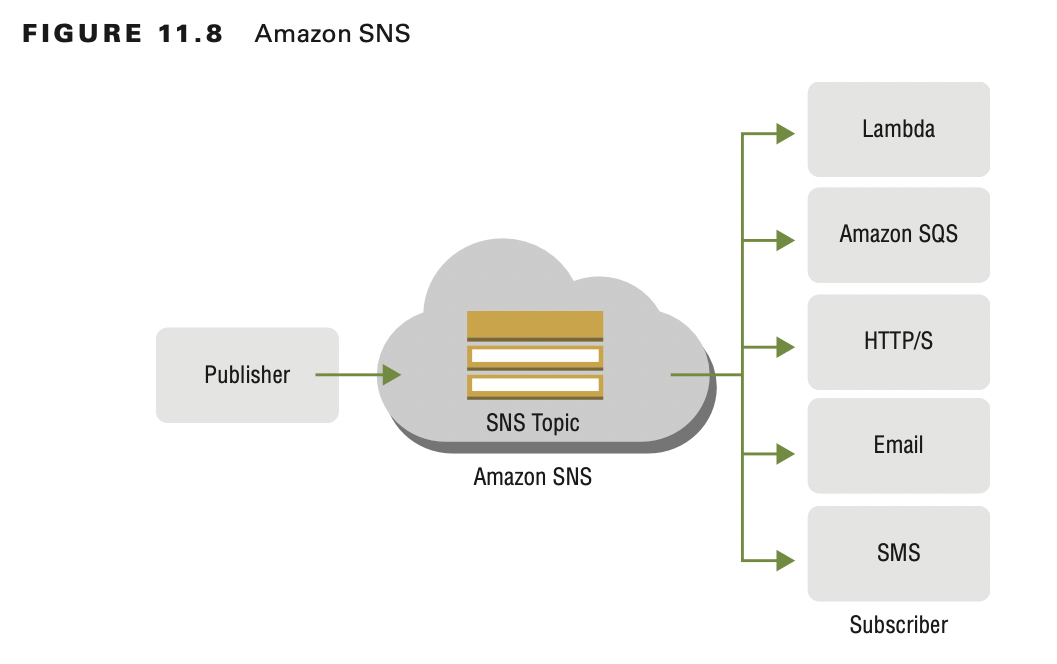 FIGURE 11.8 Amazon SNS
Lambda
Amazon SQS
HTTP/S
Publisher
Email
SNS Topic
Amazon SNS
SMS
Subscriber